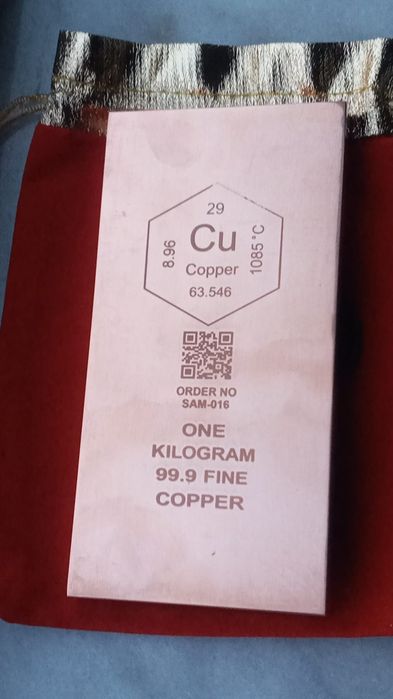 29
8.96
Cu
1085 °C
Copper
63.546
ORDER NO
SAM-016
ONE
KILOGRAM
99.9 FINE
COPPER